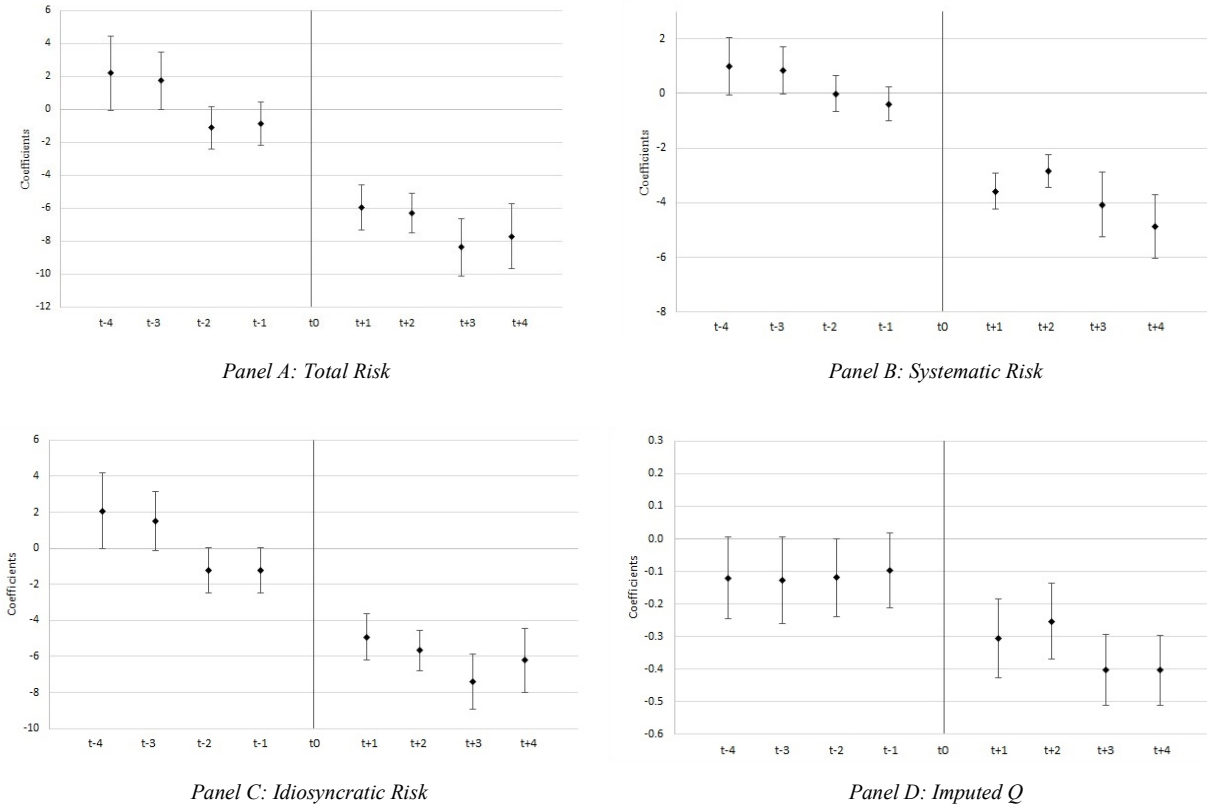 6
4
2
0
-2
-4
-6
-8
-10
-12
Coefficients
t-4 t-3 t-2 t-1 t0 t+1 t+2 t+3 t+4
Panel A: Total Risk
2
0
-2
-4
-6
-8
Coefficients
t-4 t-3 t-2 t-1 t0 t+1 t+2 t+3 t+4
Panel B: Systematic Risk
6
4
2
0
-2
-4
-6
-8
-10
Coefficients
t-4 t-3 t-2 t-1 t0 t+1 t+2 t+3 t+4
Panel C: Idiosyncratic Risk
0.3
0.2
0.1
0.0
-0.1
-0.2
-0.3
-0.4
-0.5
-0.6
Coefficients
t-4 t-3 t-2 t-1 t0 t+1 t+2 t+3 t+4
Panel D: Imputed Q